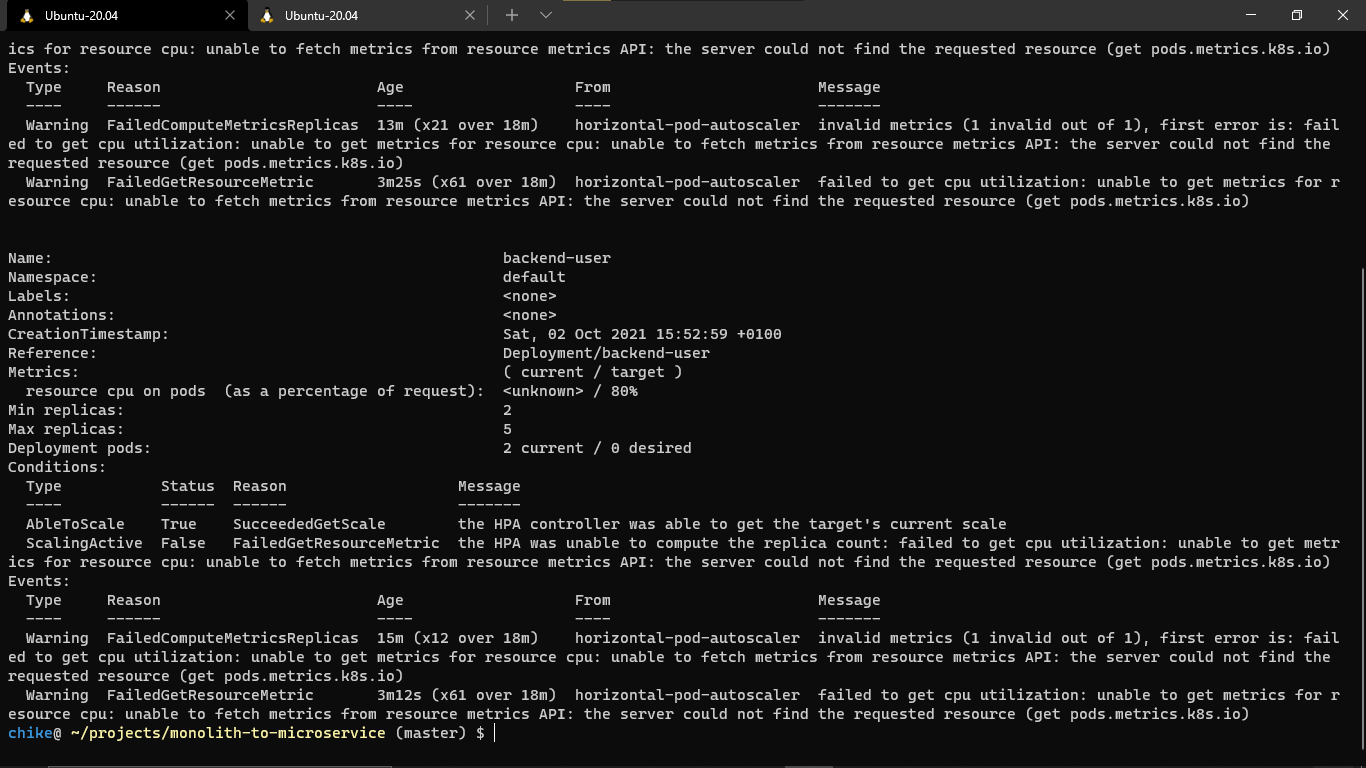 Ubuntu-20.04
Ubuntu-20.04
ics for resource cpu: unable to fetch metrics from resource metrics API: the server could not find the requested resource (get pods.metrics.k8s.io)
Events:
  Type     Reason                        Age                   From                       Message
  ----     ------                        ----                  ----                       -------
  Warning  FailedComputeMetricsReplicas  13m (x21 over 18m)    horizontal-pod-autoscaler  invalid metrics (1 invalid out of 1), first error is: fail
ed to get cpu utilization: unable to get metrics for resource cpu: unable to fetch metrics from resource metrics API: the server could not find the
requested resource (get pods.metrics.k8s.io)
  Warning  FailedGetResourceMetric       3m25s (x61 over 18m)  horizontal-pod-autoscaler  failed to get cpu utilization: unable to get metrics for r
esource cpu: unable to fetch metrics from resource metrics API: the server could not find the requested resource (get pods.metrics.k8s.io)
Name:                                                  backend-user
Namespace:                                             default
Labels:                                                <none>
Annotations:                                           <none>
CreationTimestamp:                                     Sat, 02 Oct 2021 15:52:59 +0100
Reference:                                             Deployment/backend-user
Metrics:                                               ( current / target )
  resource cpu on pods  (as a percentage of request):  <unknown> / 80%
Min replicas:                                          2
Max replicas:                                          5
Deployment pods:                                       2 current / 0 desired
Conditions:
  Type           Status  Reason                   Message
  ----           ------  ------                   -------
  AbleToScale    True    SucceededGetScale        the HPA controller was able to get the target's current scale
  ScalingActive  False   FailedGetResourceMetric  the HPA was unable to compute the replica count: failed to get cpu utilization: unable to get metr
ics for resource cpu: unable to fetch metrics from resource metrics API: the server could not find the requested resource (get pods.metrics.k8s.io)
Events:
  Type     Reason                        Age                   From                       Message
  ----     ------                        ----                  ----                       -------
  Warning  FailedComputeMetricsReplicas  15m (x12 over 18m)    horizontal-pod-autoscaler  invalid metrics (1 invalid out of 1), first error is: fail
ed to get cpu utilization: unable to get metrics for resource cpu: unable to fetch metrics from resource metrics API: the server could not find the
requested resource (get pods.metrics.k8s.io)
  Warning  FailedGetResourceMetric       3m12s (x61 over 18m)  horizontal-pod-autoscaler  failed to get cpu utilization: unable to get metrics for r
esource cpu: unable to fetch metrics from resource metrics API: the server could not find the requested resource (get pods.metrics.k8s.io)
chike@ ~/projects/monolith-to-microservice (master) $